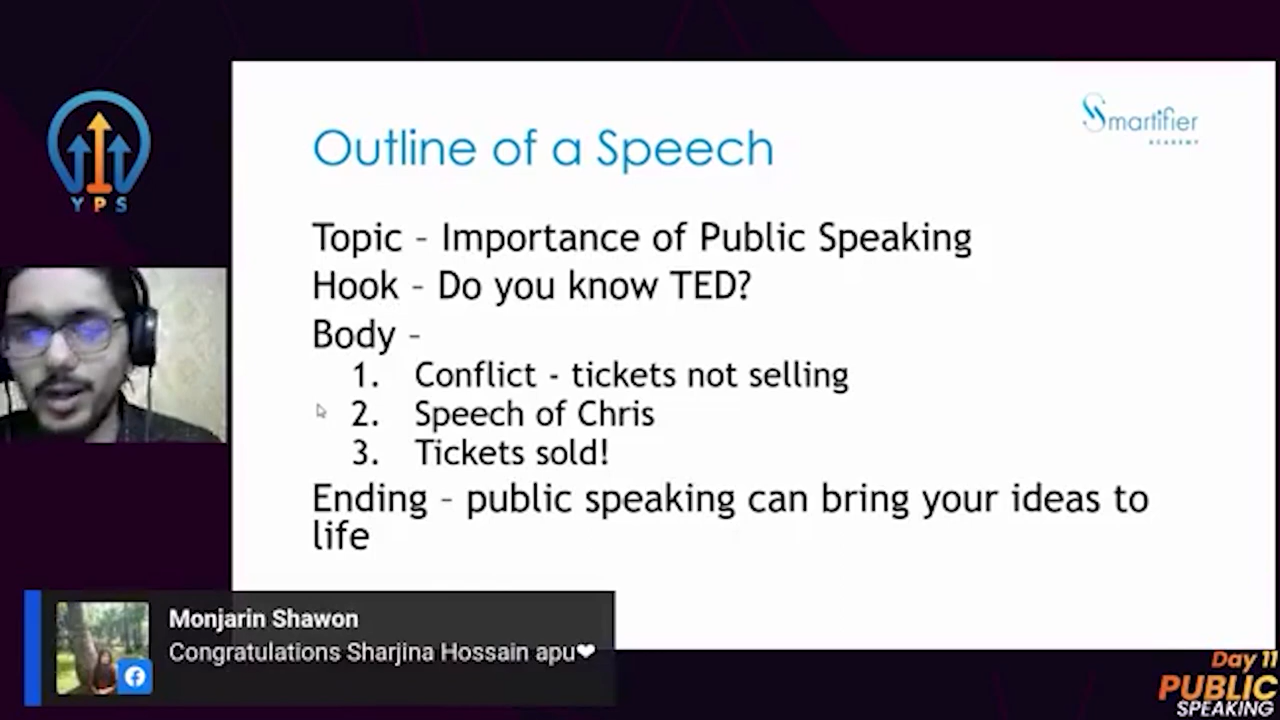 Smartifier
ACADEMY
Outline of a Speech
YPS
Topic – Importance of Public Speaking
Hook – Do you know TED?
Body –
1. Conflict - tickets not selling
2. Speech of Chris
3. Tickets sold!
Ending – public speaking can bring your ideas to
life
Monjarin Shawon
Congratulations Sharjina Hossain apu❤
Day 11
PUBLIC
SPEAKING